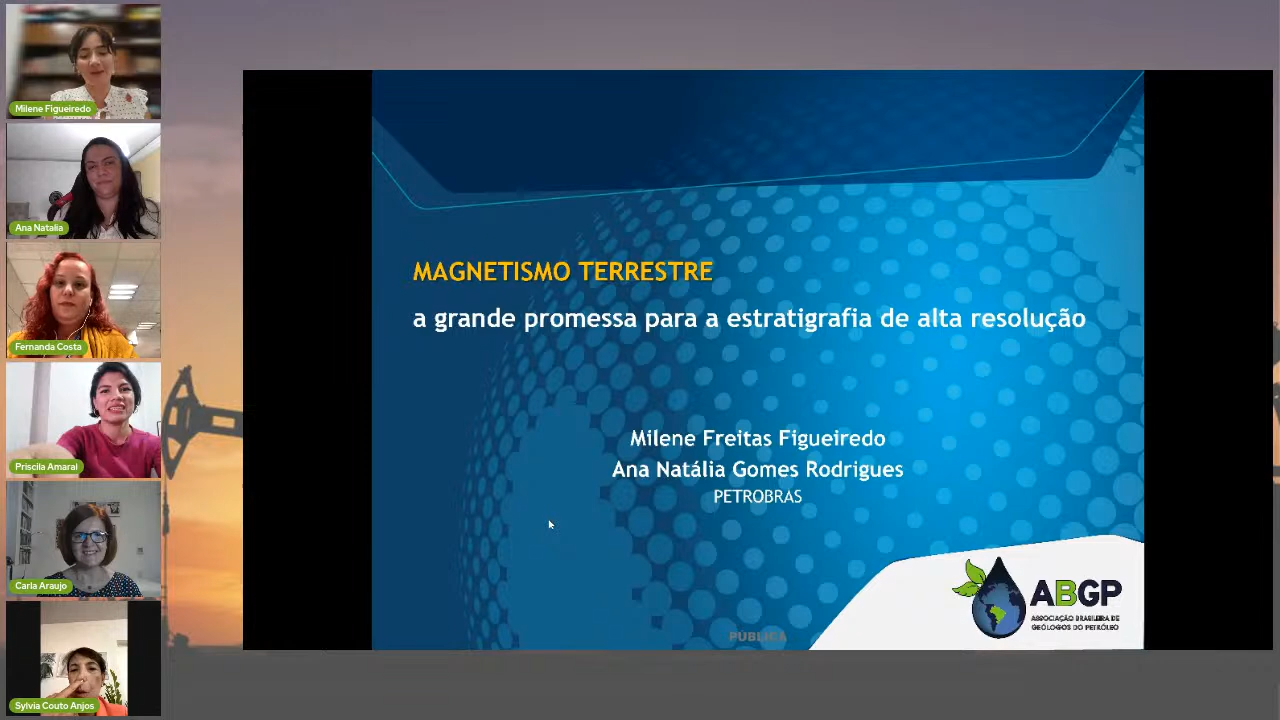 Milene Figueiredo
Ana Natalia
Fernanda Costa
Priscila Amaral
Carla Araujo
Sylvia Couto Anjos
MAGNETISMO TERRESTRE
a grande promessa para a estratigrafia de alta resolução
Milene Freitas Figueiredo
Ana Natália Gomes Rodrigues
PETROBRAS
PÚBLICA
ABGP
ASSOCIAÇÃO BRASILEIRA DE
GEÓLOGOS DO PETRÓLEO